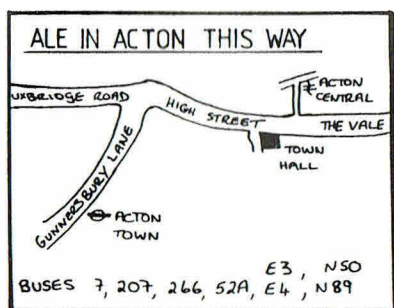 ALE IN ACTON THIS WAY
UXBRIDGE ROAD
HIGH STREET
ACTON
CENTRAL
THE VALE
TOWN
HALL
GUNNERSBURY LANE
ACTON
TOWN
E3, N50
BUSES 7, 207, 266, 52A, E4, N89